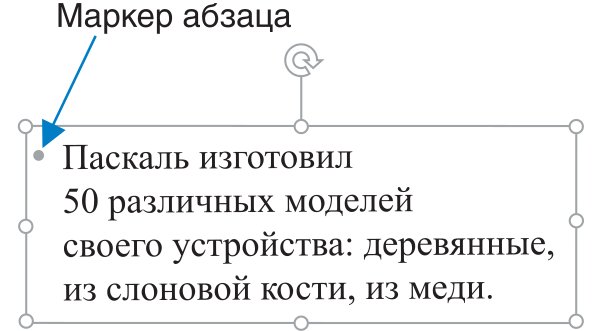 Маркер абзаца
Паскаль изготовил
50 различных моделей
своего устройства: деревянные,
из слоновой кости, из меди.